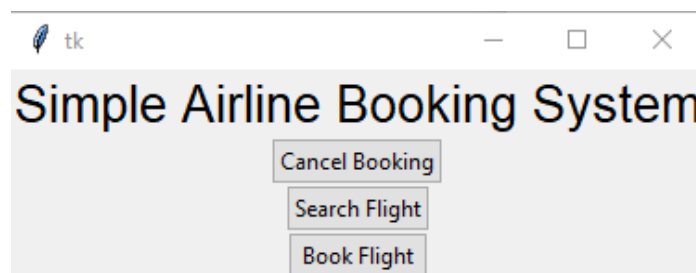 tk
Simple Airline Booking System
Cancel Booking
Search Flight
Book Flight